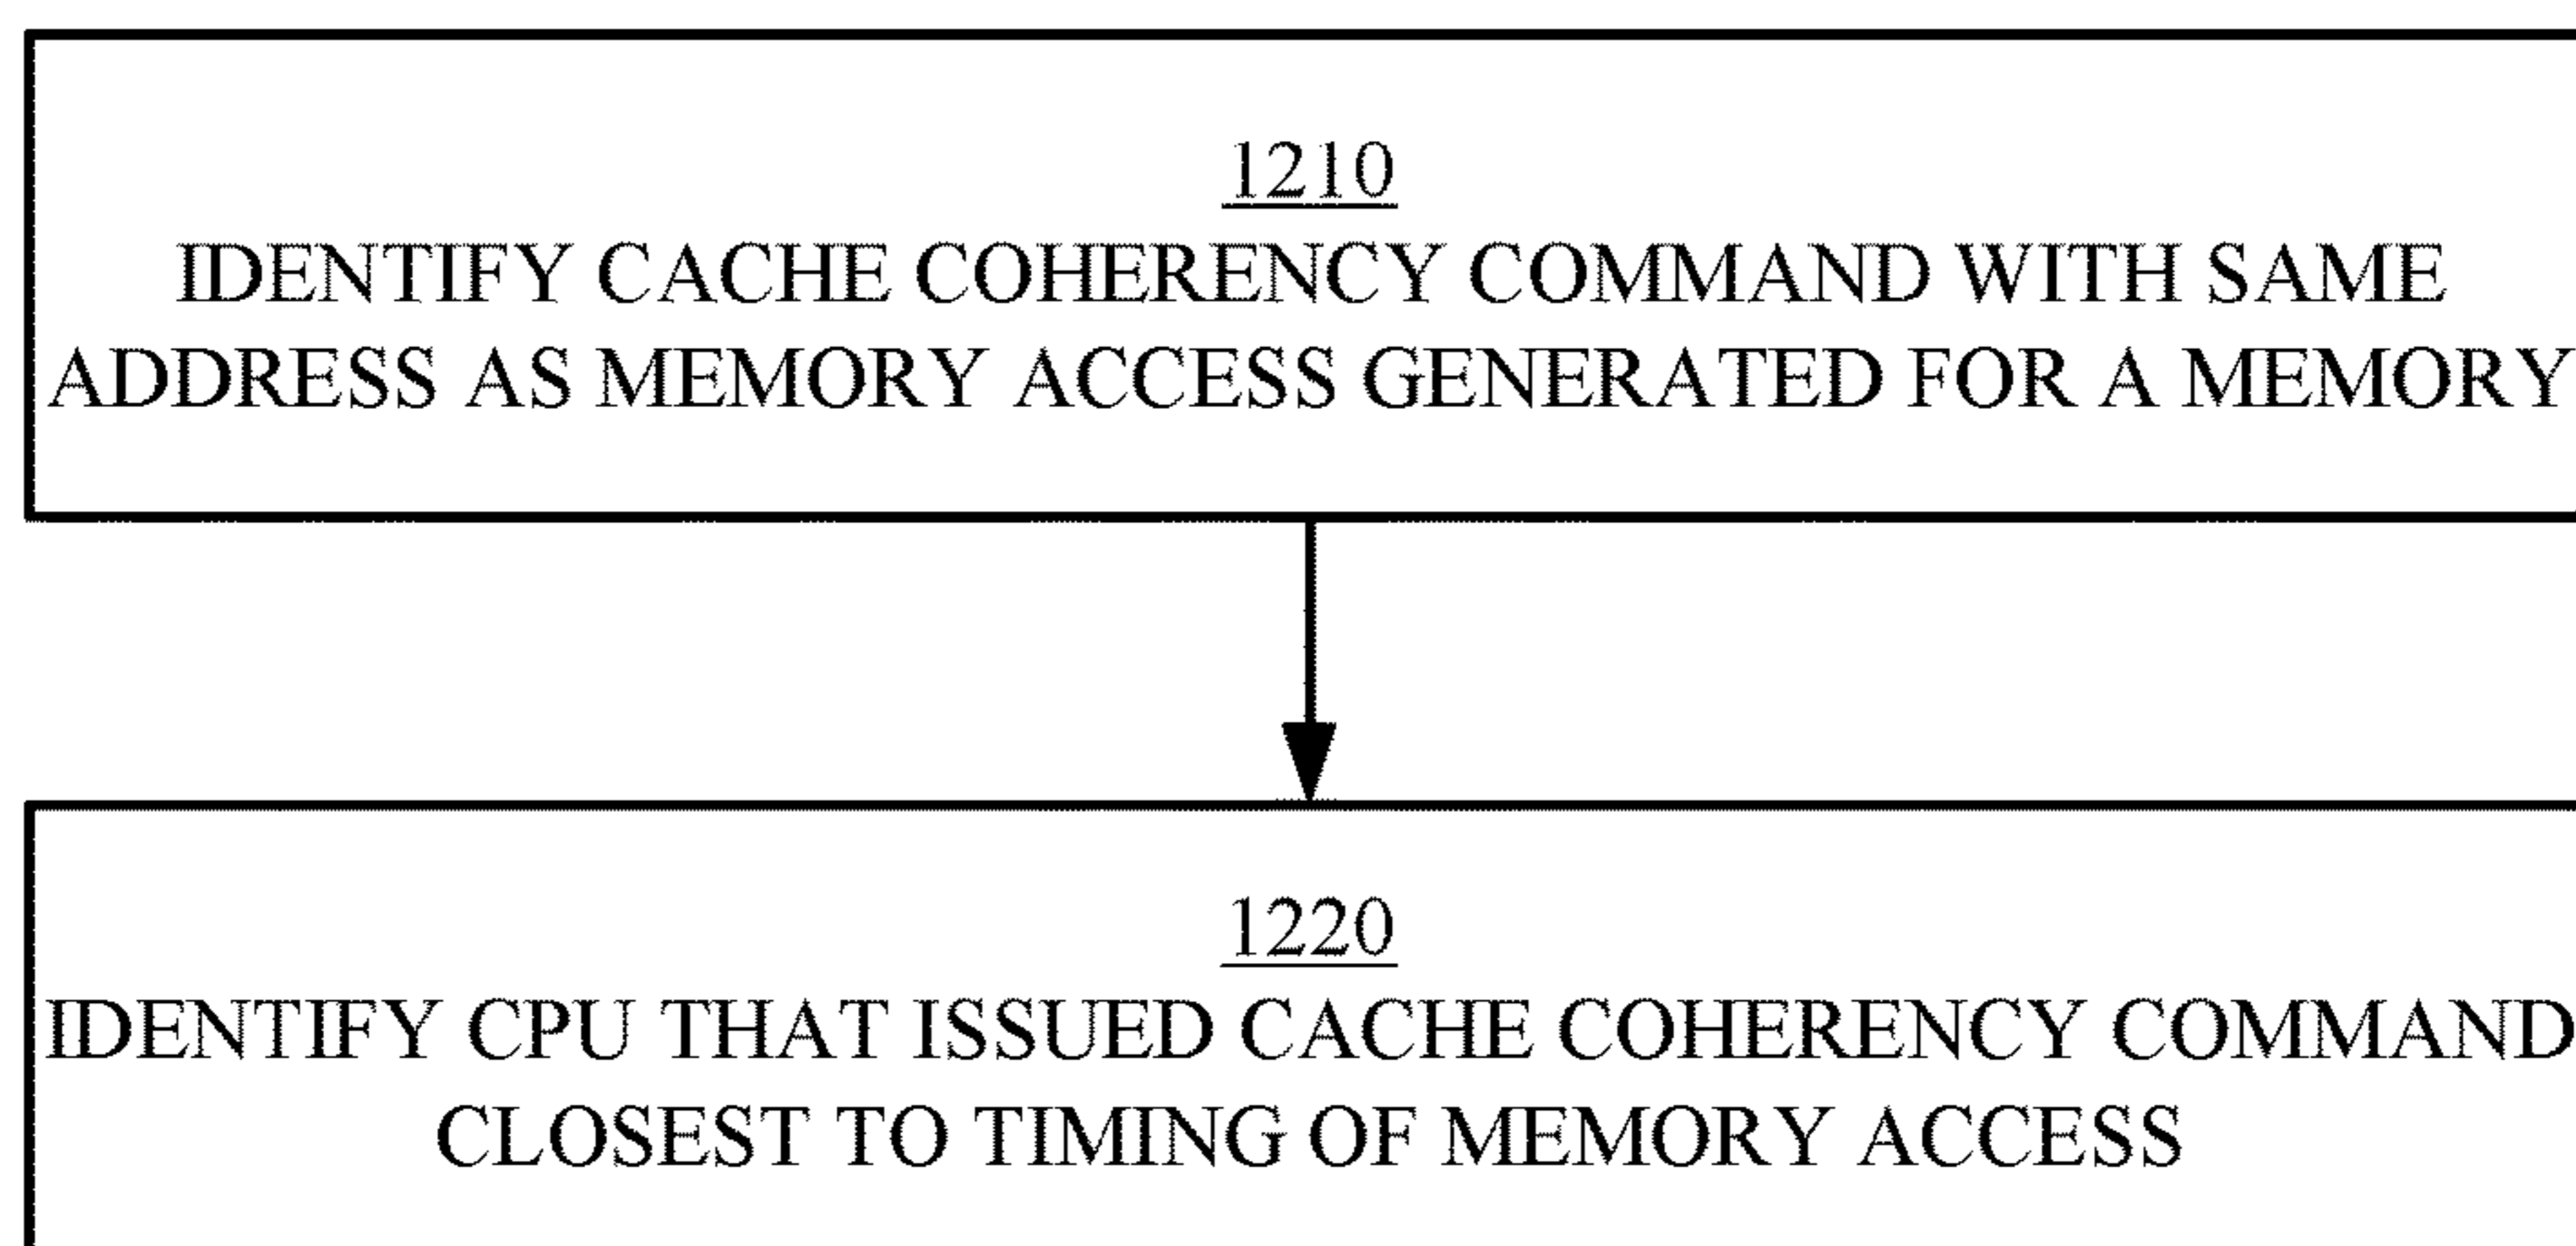 1210
IDENTIFY CACHE COHERENCY COMMAND WITH SAME
ADDRESS AS MEMORY ACCESS GENERATED FOR A MEMORY
1220
IDENTIFY CPU THAT ISSUED CACHE COHERENCY COMMAND
CLOSEST TO TIMING OF MEMORY ACCESS